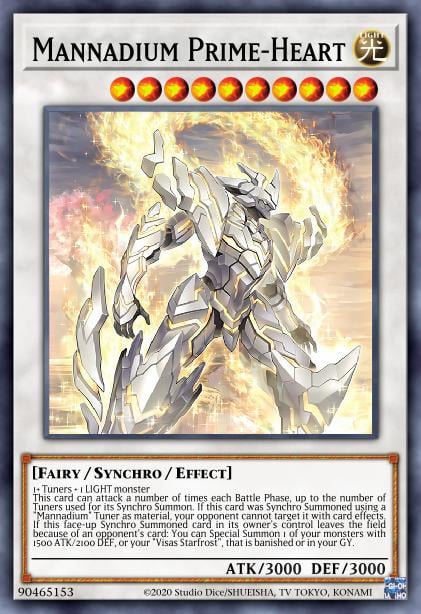 MANNADIUM PRIME-HEART
LIGHT
光
[FAIRY / SYNCHRO / EFFECT]
1+ Tuners + 1 LIGHT monster
This card can attack a number of times each Battle Phase, up to the number of
Tuners used for its Synchro Summon. If this card was Synchro Summoned using a
"Mannadium" Tuner as material, your opponent cannot target it with card effects.
If this face-up Synchro Summoned card in its owner's control leaves the field
because of an opponent's card: You can Special Summon 1 of your monsters with
1500 ATK/2100 DEF, or your "Visas Starfrost", that is banished or in your GY.
ATK/3000 DEF/3000
90465153
©2020 Studio Dice/SHUEISHA, TV TOKYO, KONAMI